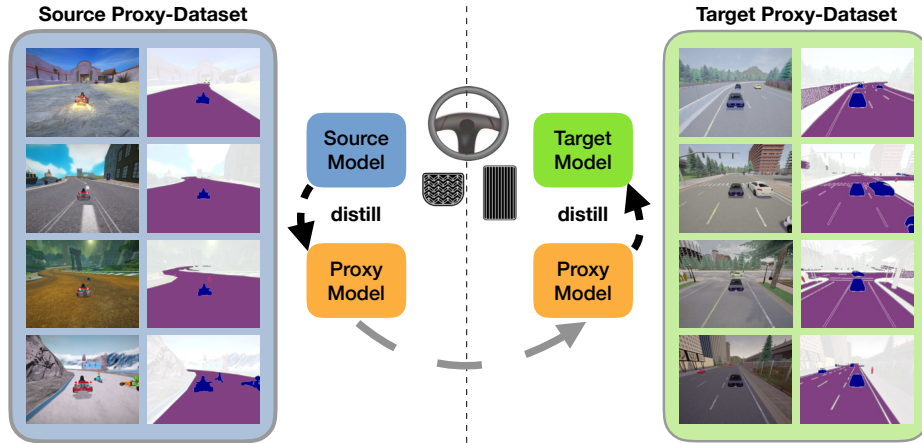 Source Proxy-Dataset
Target Proxy-Dataset
Source
Model
Target
Model
distill
distill
Proxy
Model
Proxy
Model